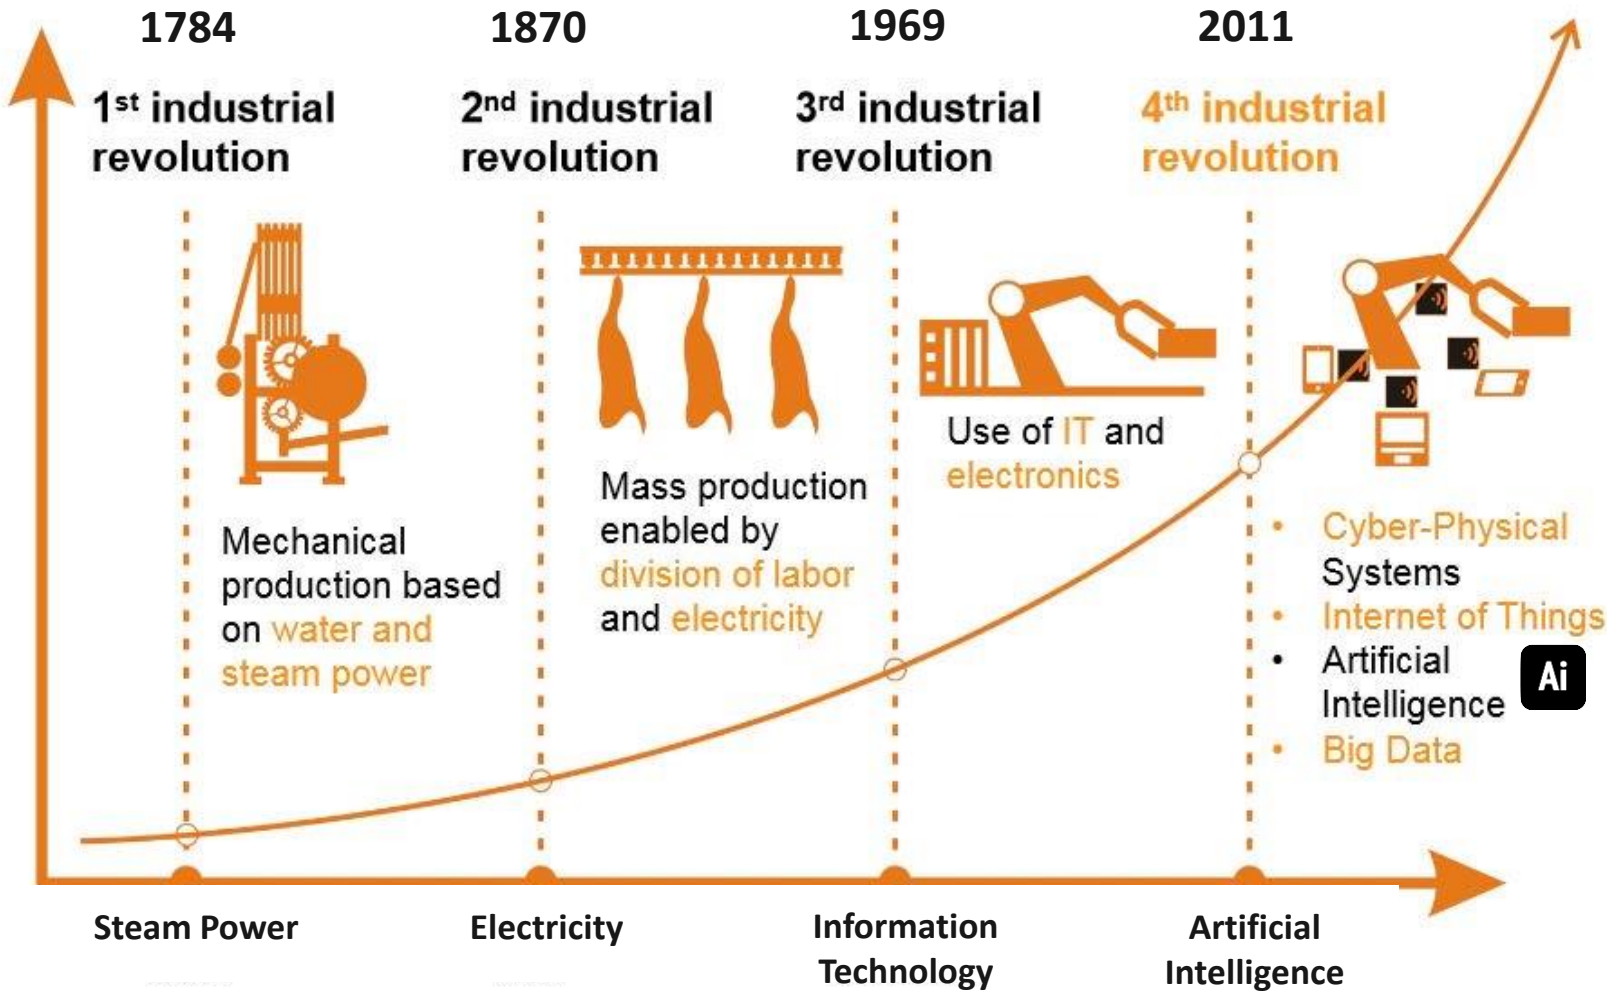 1784
1870
1969
2011
1st industrial
revolution
2nd industrial
revolution
3rd industrial
revolution
4th industrial
revolution
Mechanical
production based
on water and
steam power
Mass production
enabled by
division of labor
and electricity
Use of IT and
electronics
• Cyber-Physical
Systems
• Internet of Things
• Artificial
Intelligence
Ai
• Big Data
Steam Power
Electricity
Information
Technology
Artificial
Intelligence